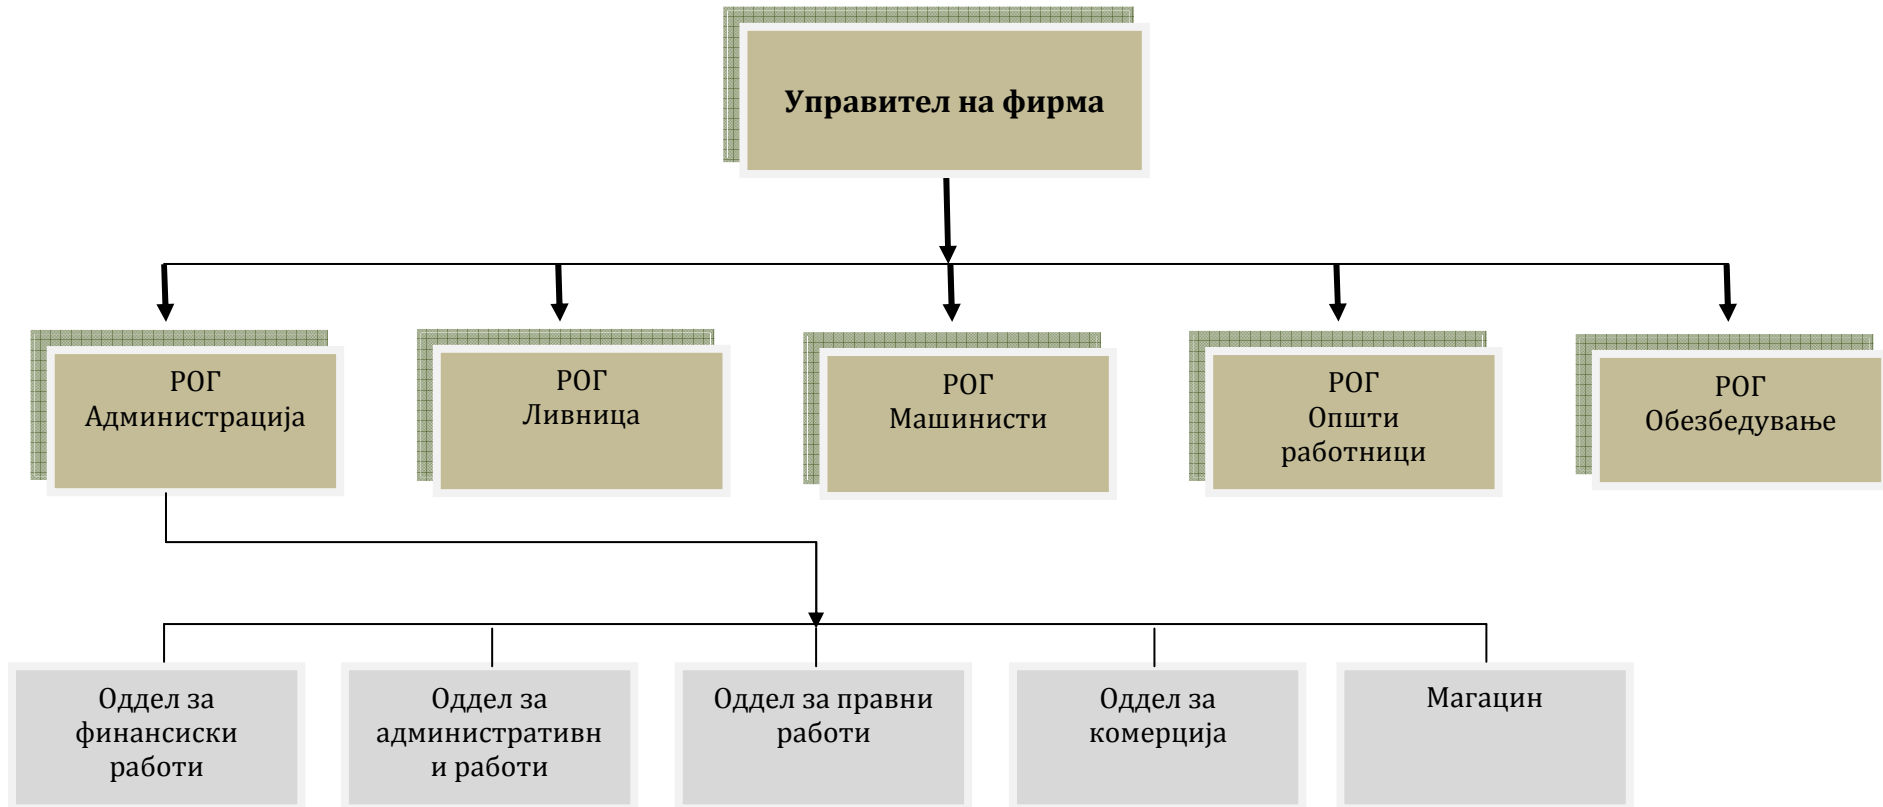 Управител на фирма
РОГ
Администрација
РОГ
Ливница
РОГ
Машинисти
РОГ
Општи
работници
РОГ
Обезбедување
Оддел за
финансиски
работи
Оддел за
административн
и работи
Оддел за правни
работи
Оддел за
комерција
Магацин